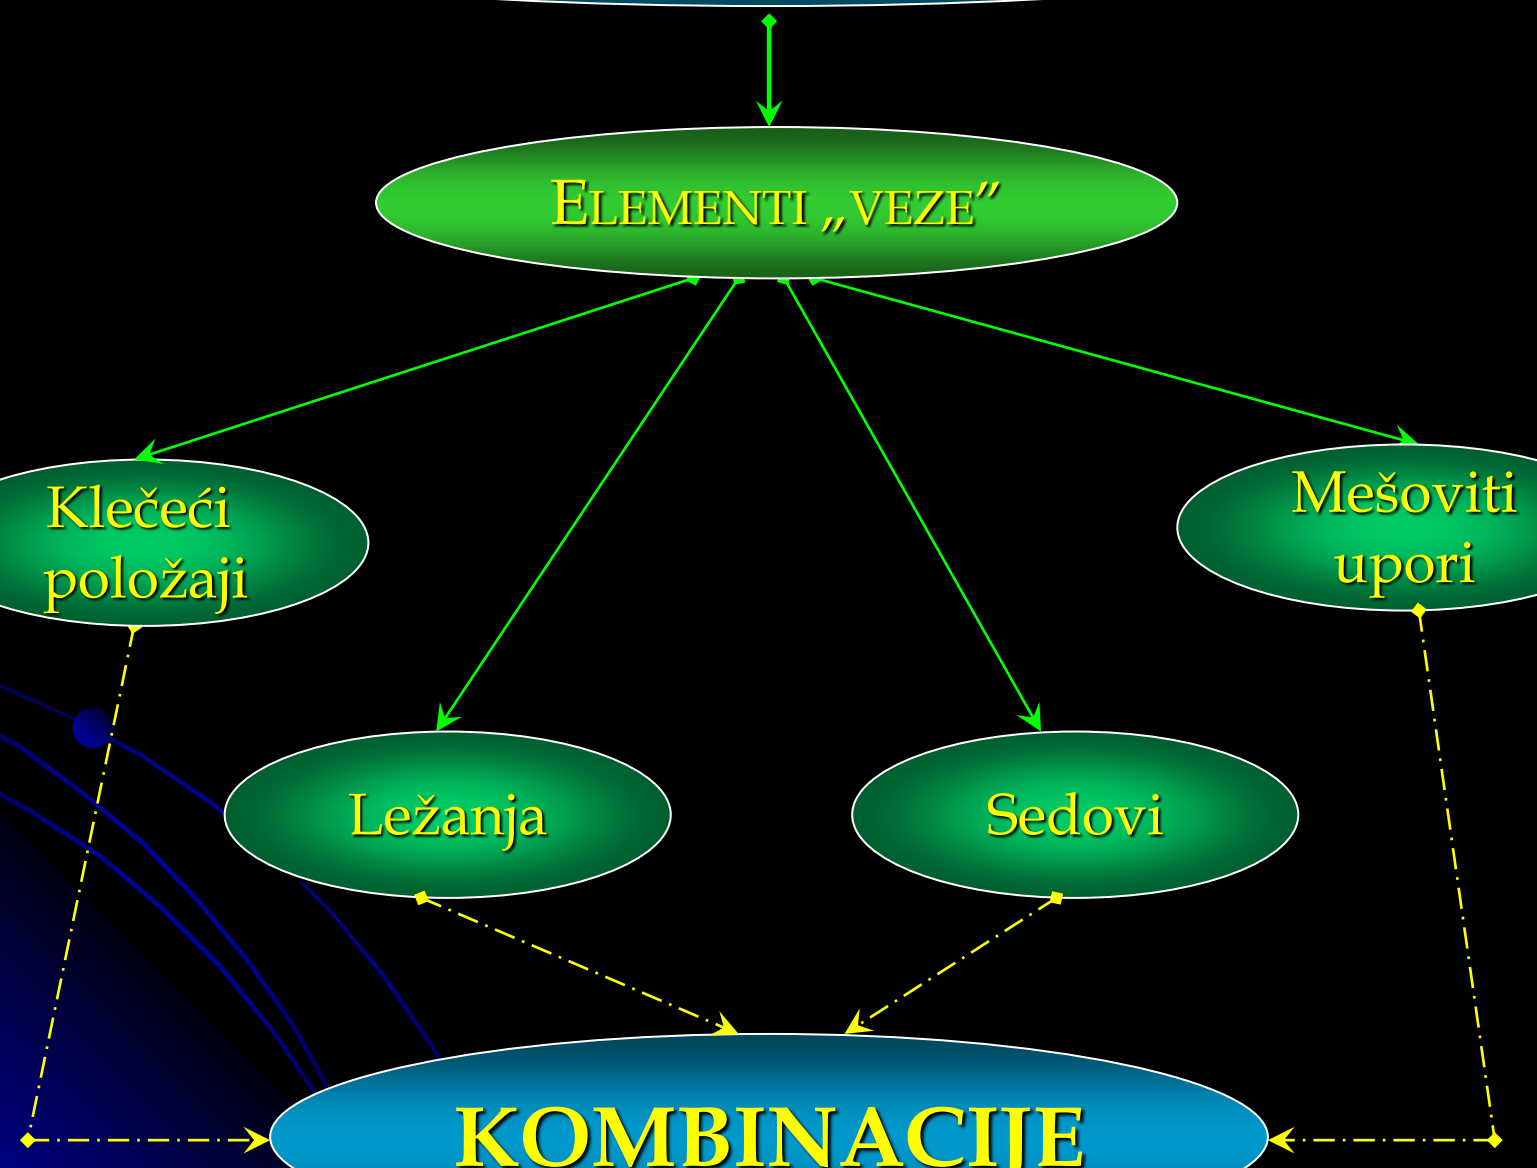 ELEMENTI „VEZE”
Klečeći
položaji
Mešoviti
upori
Ležanja
Sedovi
KOMBINACIJE